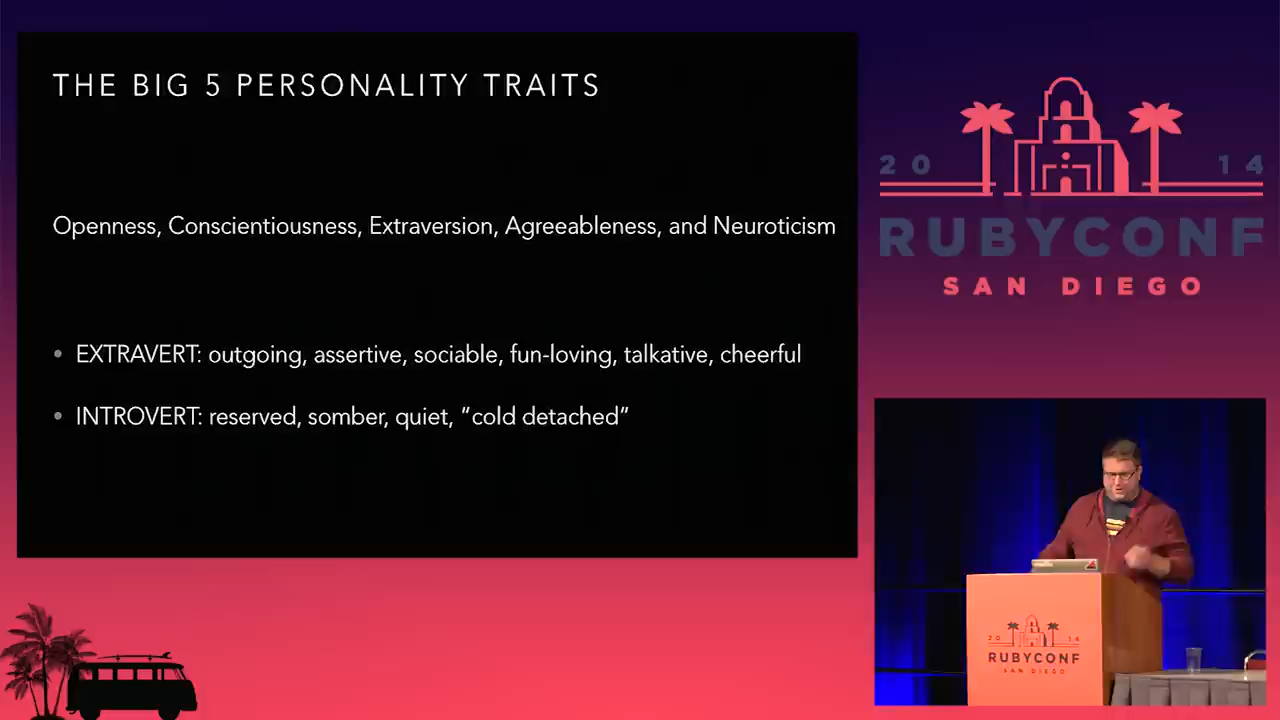 THE BIG 5 PERSONALITY TRAITS
Openness, Conscientiousness, Extraversion, Agreeableness, and Neuroticism
• EXTRAVERT: outgoing, assertive, sociable, fun-loving, talkative, cheerful
• INTROVERT: reserved, somber, quiet, “cold detached”
20 14
RUBYCONF
SAN DIEGO
20 14
RUBYCONF
SAN DIEGO